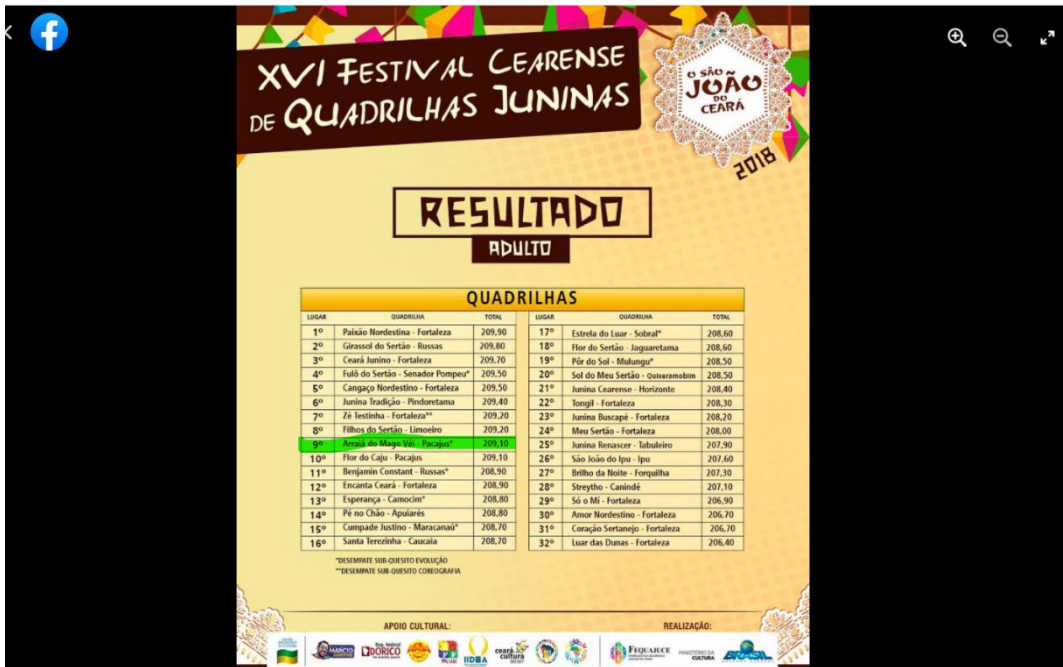 XVI FESTIVAL CEARENSE
DE QUADRILHAS JUNINAS
O SÃO
JOÃO
DO
CEARÁ
2018
RESULTADO
ADULTO
QUADRILHAS
LUGAR QUADRILHA TOTAL
1º Paixão Nordestina - Fortaleza 209,90
2º Girassol do Sertão - Russas 209,80
3º Ceará Junino - Fortaleza 209,70
4º Fulô do Sertão - Senador Pompeu* 209,50
5º Cangaço Nordestino - Fortaleza 209,50
6º Junina Tradição - Pindoretama 209,40
7º Zé Testinha - Fortaleza** 209,20
8º Filhos do Sertão - Limoeiro 209,20
9º Arraiá do Mago Véi - Pacajus* 209,10
10º Flor do Caju - Pacajus 209,10
11º Benjamin Constant - Russas* 208,90
12º Encanta Ceará - Fortaleza 208,90
13º Esperança - Camocim* 208,80
14º Pé no Chão - Apuiarés 208,80
15º Cumpade Justino - Maracanaú* 208,70
16º Santa Terezinha - Caucaia 208,70
LUGAR QUADRILHA TOTAL
17º Estrela do Luar - Sobral* 208,60
18º Flor do Sertão - Jaguaretama 208,60
19º Pôr do Sol - Mulungu* 208,50
20º Sol do Meu Sertão - Quixeramobim 208,50
21º Junina Cearense - Horizonte 208,40
22º Tongil - Fortaleza 208,30
23º Junina Buscapé - Fortaleza 208,20
24º Meu Sertão - Fortaleza 208,00
25º Junina Renascer - Tabuleiro 207,90
26º São João do Ipu - Ipu 207,60
27º Brilho da Noite - Forquilha 207,30
28º Streytho - Canindé 207,10
29º Só o Mí - Fortaleza 206,90
30º Amor Nordestino - Fortaleza 206,70
31º Coração Sertanejo - Fortaleza 206,70
32º Luar das Dunas - Fortaleza 206,40
*DESEMPATE SUB-QUESITO EVOLUÇÃO
**DESEMPATE SUB-QUESITO COREOGRAFIA
APOIO CULTURAL:
REALIZAÇÃO:
MÁRCIO
Dep. Federal
DORICO
IIDEA
ceará
cultura
FEQUAJUCE
MINISTÉRIO DA
CULTURA
BRASIL